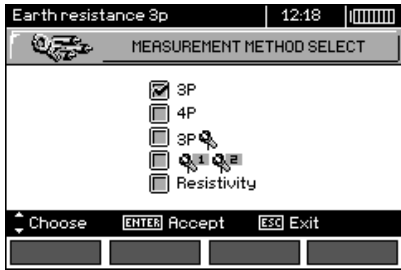 Earth resistance 3p 12:18
MEASUREMENT METHOD SELECT
3P
4P
3P
1 2
Resistivity
Choose ENTER Accept ESC Exit